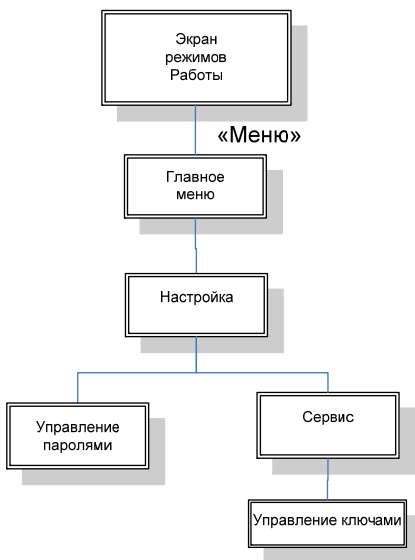 Экран
режимов
Работы
«Меню»
Главное
меню
Настройка
Управление
паролями
Сервис
Управление ключами